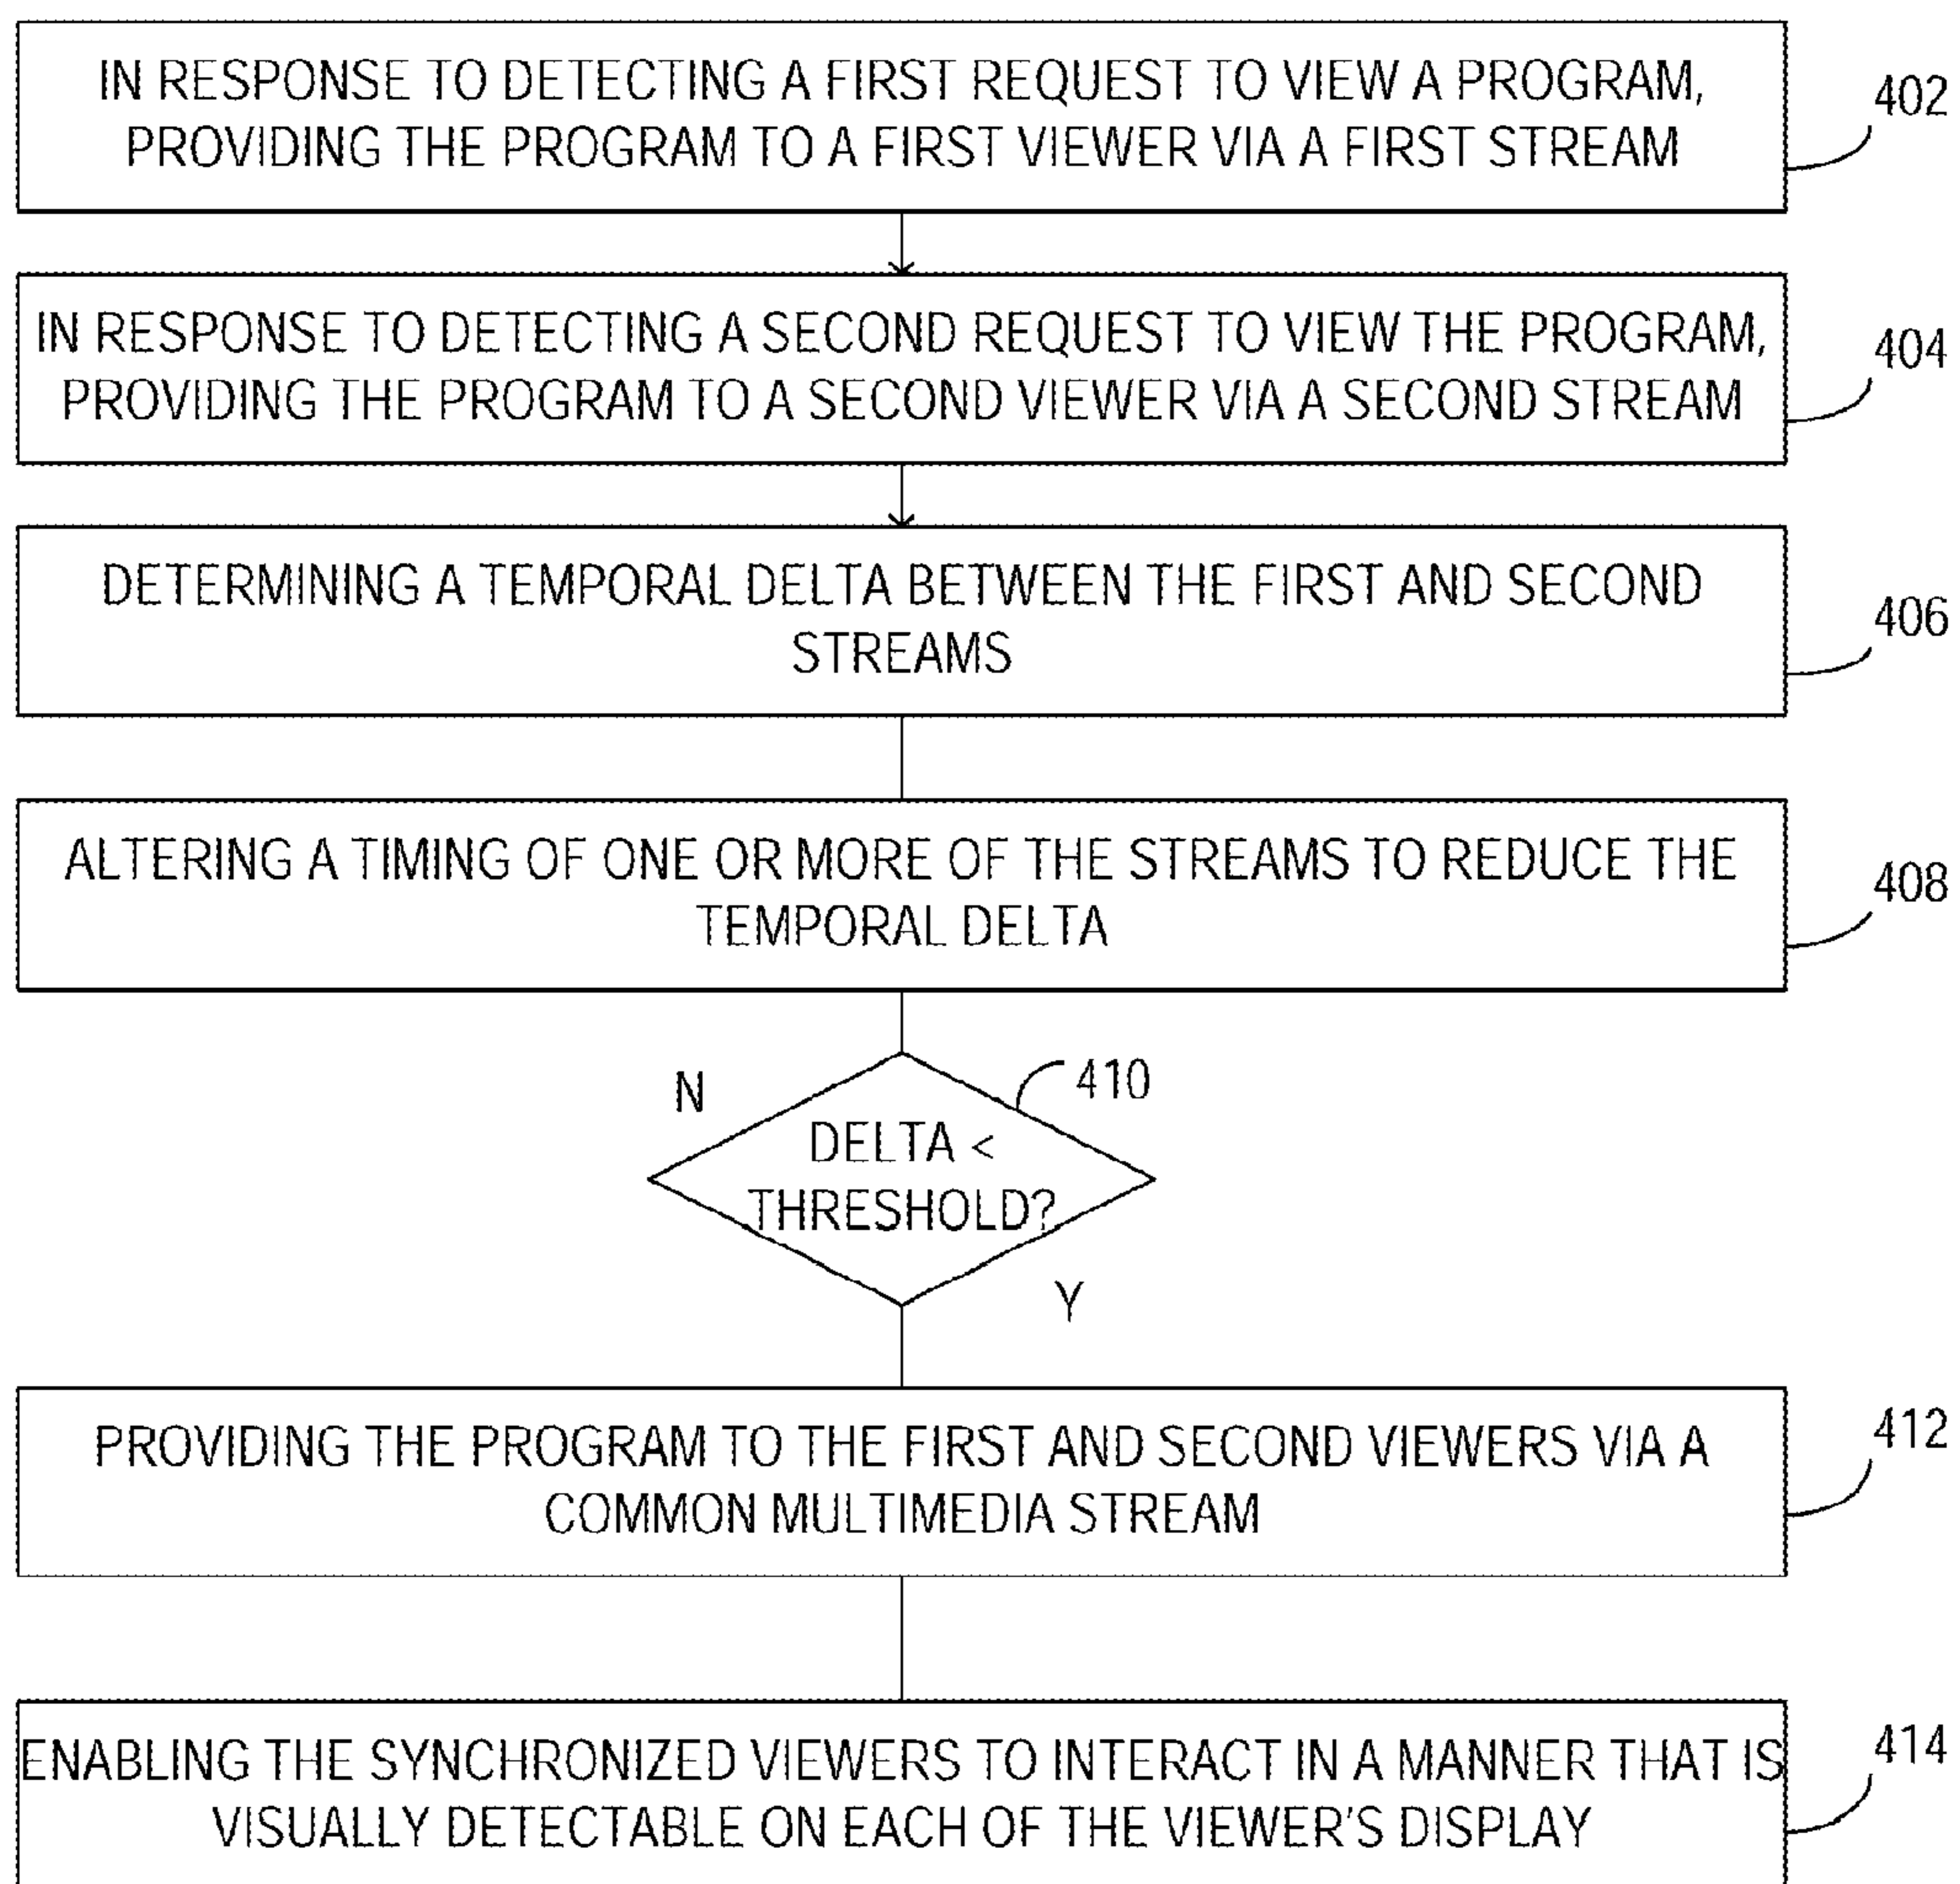 IN RESPONSE TO DETECTING A FIRST REQUEST TO VIEW A PROGRAM,
PROVIDING THE PROGRAM TO A FIRST VIEWER VIA A FIRST STREAM
402
IN RESPONSE TO DETECTING A SECOND REQUEST TO VIEW THE PROGRAM,
PROVIDING THE PROGRAM TO A SECOND VIEWER VIA A SECOND STREAM
404
DETERMINING A TEMPORAL DELTA BETWEEN THE FIRST AND SECOND
STREAMS
406
ALTERING A TIMING OF ONE OR MORE OF THE STREAMS TO REDUCE THE
TEMPORAL DELTA
408
N
410
DELTA <
THRESHOLD?
Y
PROVIDING THE PROGRAM TO THE FIRST AND SECOND VIEWERS VIA A
COMMON MULTIMEDIA STREAM
412
ENABLING THE SYNCHRONIZED VIEWERS TO INTERACT IN A MANNER THAT IS
VISUALLY DETECTABLE ON EACH OF THE VIEWER'S DISPLAY
414